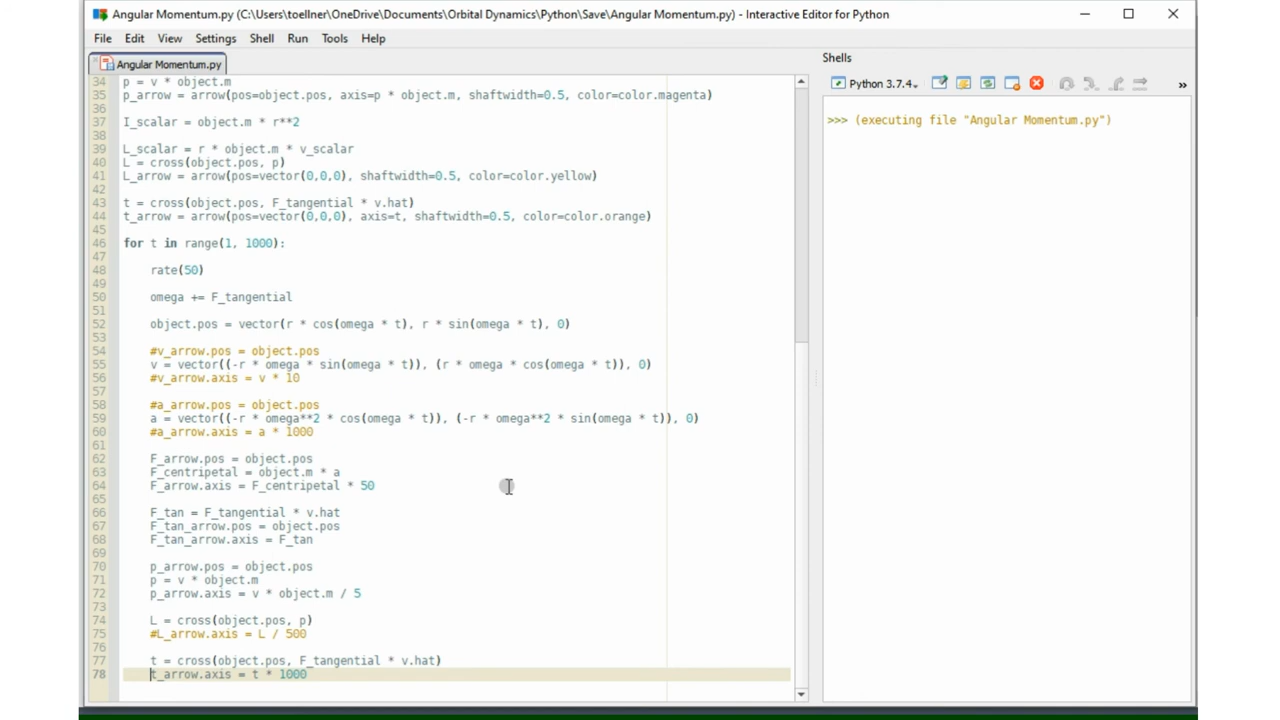 Angular Momentum.py (C:\Users\toellner\OneDrive\Documents\Orbital Dynamics\Python\Save\Angular Momentum.py) - Interactive Editor for Python
File Edit View Settings Shell Run Tools Help
Angular Momentum.py
34 p = v * object.m
35 p_arrow = arrow(pos=object.pos, axis=p * object.m, shaftwidth=0.5, color=color.magenta)
36
37 I_scalar = object.m * r**2
38
39 L_scalar = r * object.m * v_scalar
40 L = cross(object.pos, p)
41 L_arrow = arrow(pos=vector(0,0,0), shaftwidth=0.5, color=color.yellow)
42
43 t = cross(object.pos, F_tangential * v.hat)
44 t_arrow = arrow(pos=vector(0,0,0), axis=t, shaftwidth=0.5, color=color.orange)
45
46 for t in range(1, 1000):
47
48 rate(50)
49
50 omega += F_tangential
51
52 object.pos = vector(r * cos(omega * t), r * sin(omega * t), 0)
53
54 #v_arrow.pos = object.pos
55 v = vector((-r * omega * sin(omega * t)), (r * omega * cos(omega * t)), 0)
56 #v_arrow.axis = v * 10
57
58 #a_arrow.pos = object.pos
59 a = vector((-r * omega**2 * cos(omega * t)), (-r * omega**2 * sin(omega * t)), 0)
60 #a_arrow.axis = a * 1000
61
62 F_arrow.pos = object.pos
63 F_centripetal = object.m * a
64 F_arrow.axis = F_centripetal * 50
65
66 F_tan = F_tangential * v.hat
67 F_tan_arrow.pos = object.pos
68 F_tan_arrow.axis = F_tan
69
70 p_arrow.pos = object.pos
71 p = v * object.m
72 p_arrow.axis = v * object.m / 5
73
74 L = cross(object.pos, p)
75 #L_arrow.axis = L / 500
76
77 t = cross(object.pos, F_tangential * v.hat)
78 t_arrow.axis = t * 1000
Shells
Python 3.7.4
>>> (executing file "Angular Momentum.py")